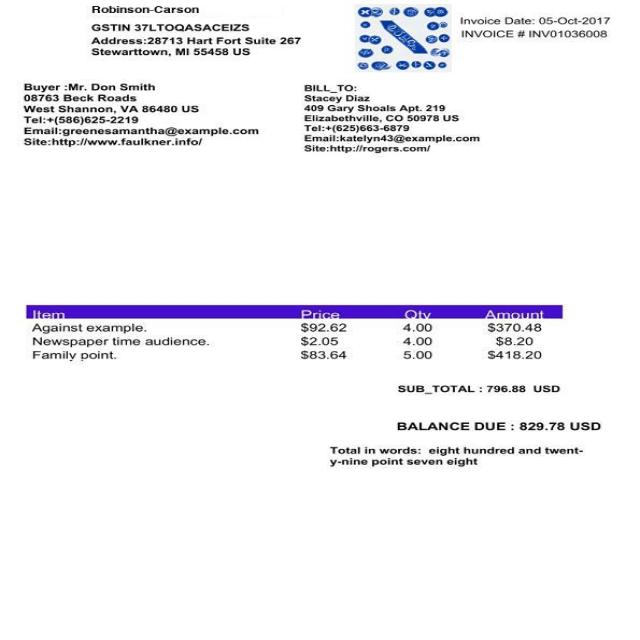 Robinson-Carson
GSTIN 37LTOQASACEIZS
Address:28713 Hart Fort Suite 267
Stewarttown, MI 55458 US
Invoice Date: 05-Oct-2017
INVOICE # INV01036008
Buyer :Mr. Don Smith
08763 Beck Roads
West Shannon, VA 86480 US
Tel:+(586)625-2219
Email:greenesamantha@example.com
Site:http://www.faulkner.info/
BILL_TO:
Stacey Diaz
409 Gary Shoals Apt. 219
Elizabethville, CO 50978 US
Tel:+(625)663-6879
Email:katelyn43@example.com
Site:http://rogers.com/
Item Price Qty Amount
Against example. $92.62 4.00 $370.48
Newspaper time audience. $2.05 4.00 $8.20
Family point. $83.64 5.00 $418.20
SUB_TOTAL : 796.88 USD
BALANCE DUE : 829.78 USD
Total in words: eight hundred and twent-
y-nine point seven eight